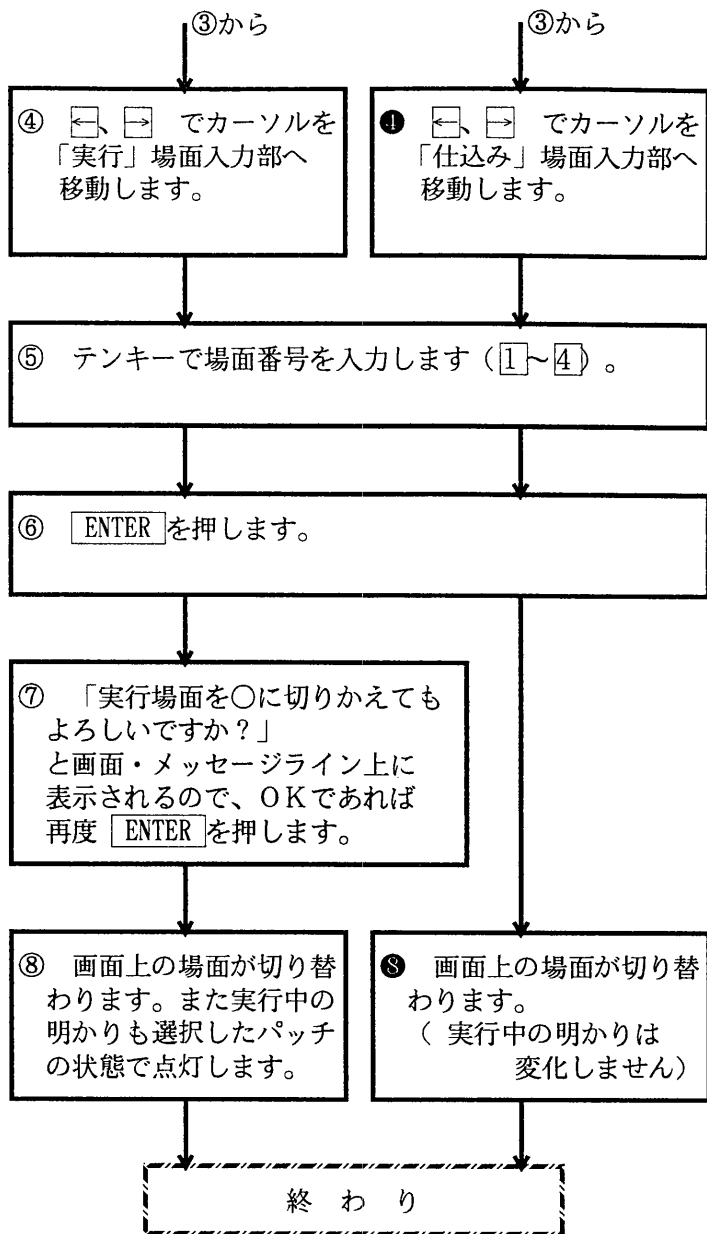 ③から
③から
④ ←、→ でカーソルを
「実行」場面入力部へ
移動します。
❹ ←、→ でカーソルを
「仕込み」場面入力部へ
移動します。
⑤ テンキーで場面番号を入力します（1～4）。
⑥ ENTER を押します。
⑦ 「実行場面を○に切りかえても
よろしいですか？」
と画面・メッセージライン上に
表示されるので、ＯＫであれば
再度 ENTER を押します。
⑧ 画面上の場面が切り替
わります。また実行中の
明かりも選択したパッチ
の状態で点灯します。
❽ 画面上の場面が切り替
わります。
（ 実行中の明かりは
変化しません）
終 わ り